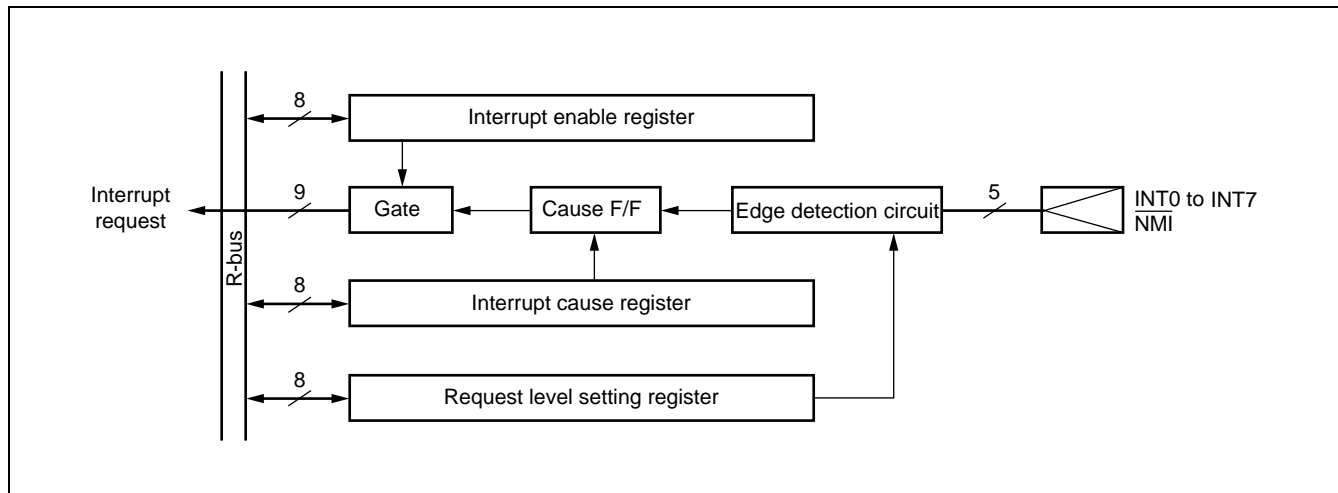 8
Interrupt enable register
Interrupt
request
9
Gate
Cause F/F
Edge detection circuit
5
INT0 to INT7
NMI
R-bus
8
Interrupt cause register
8
Request level setting register